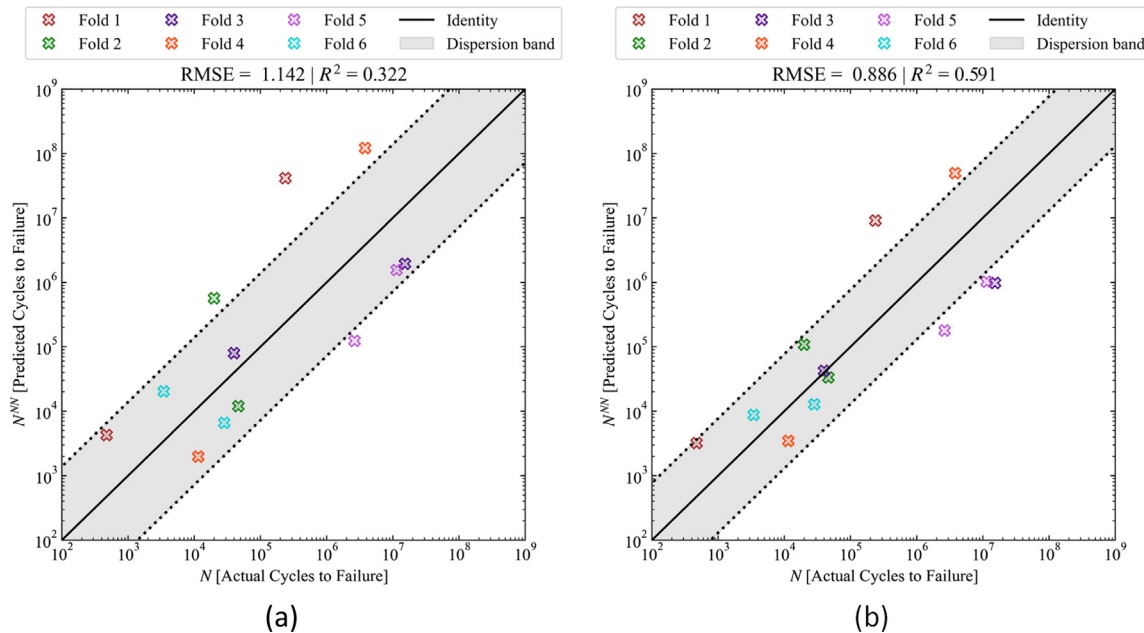 Fold 1 Fold 3 Fold 5 Identity
Fold 2 Fold 4 Fold 6 Dispersion band
RMSE = 1.142 | R² = 0.322
10⁹
10⁸
10⁷
10⁶
10⁵
10⁴
10³
10²
Nᴺᴺ [Predicted Cycles to Failure]
10² 10³ 10⁴ 10⁵ 10⁶ 10⁷ 10⁸ 10⁹
N [Actual Cycles to Failure]
(a)
Fold 1 Fold 3 Fold 5 Identity
Fold 2 Fold 4 Fold 6 Dispersion band
RMSE = 0.886 | R² = 0.591
10⁹
10⁸
10⁷
10⁶
10⁵
10⁴
10³
10²
Nᴺᴺ [Predicted Cycles to Failure]
10² 10³ 10⁴ 10⁵ 10⁶ 10⁷ 10⁸ 10⁹
N [Actual Cycles to Failure]
(b)